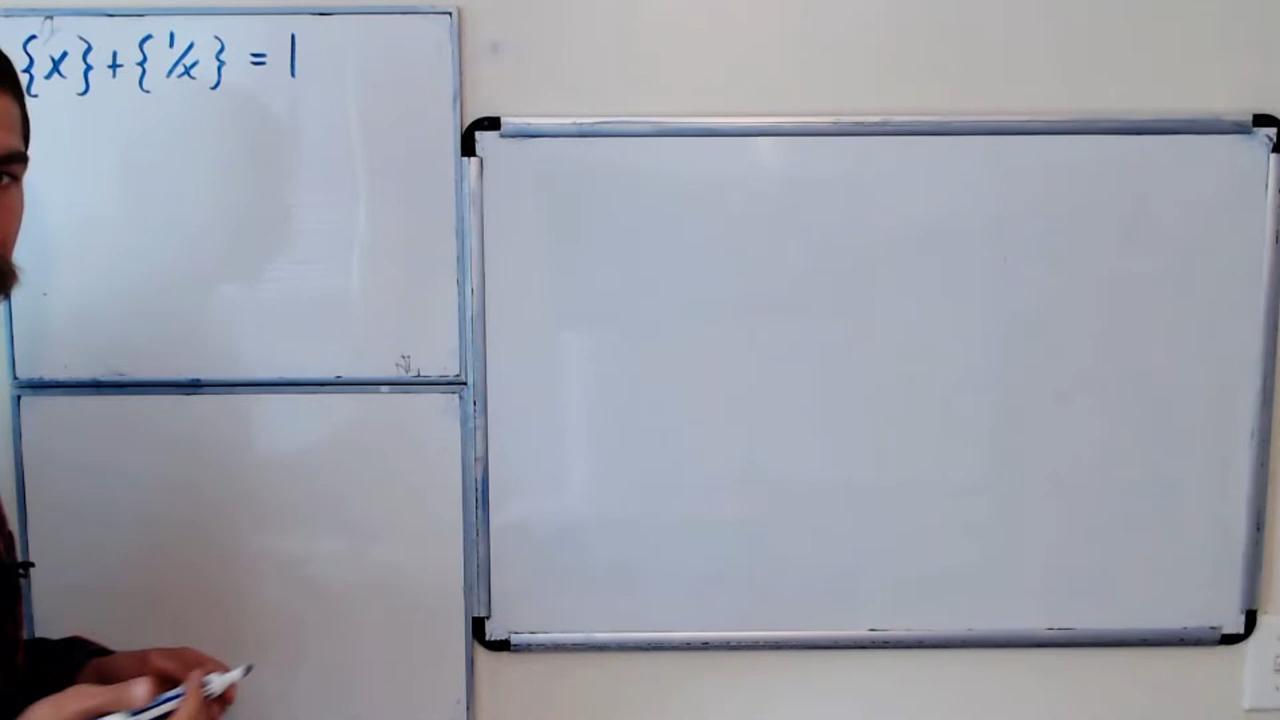 {x}+{1/x} = 1